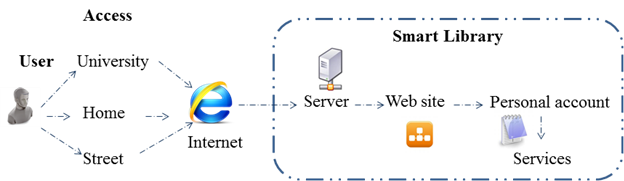 Access
Smart Library
User
University
Home
Street
Internet
Server
Web site
Personal account
Services